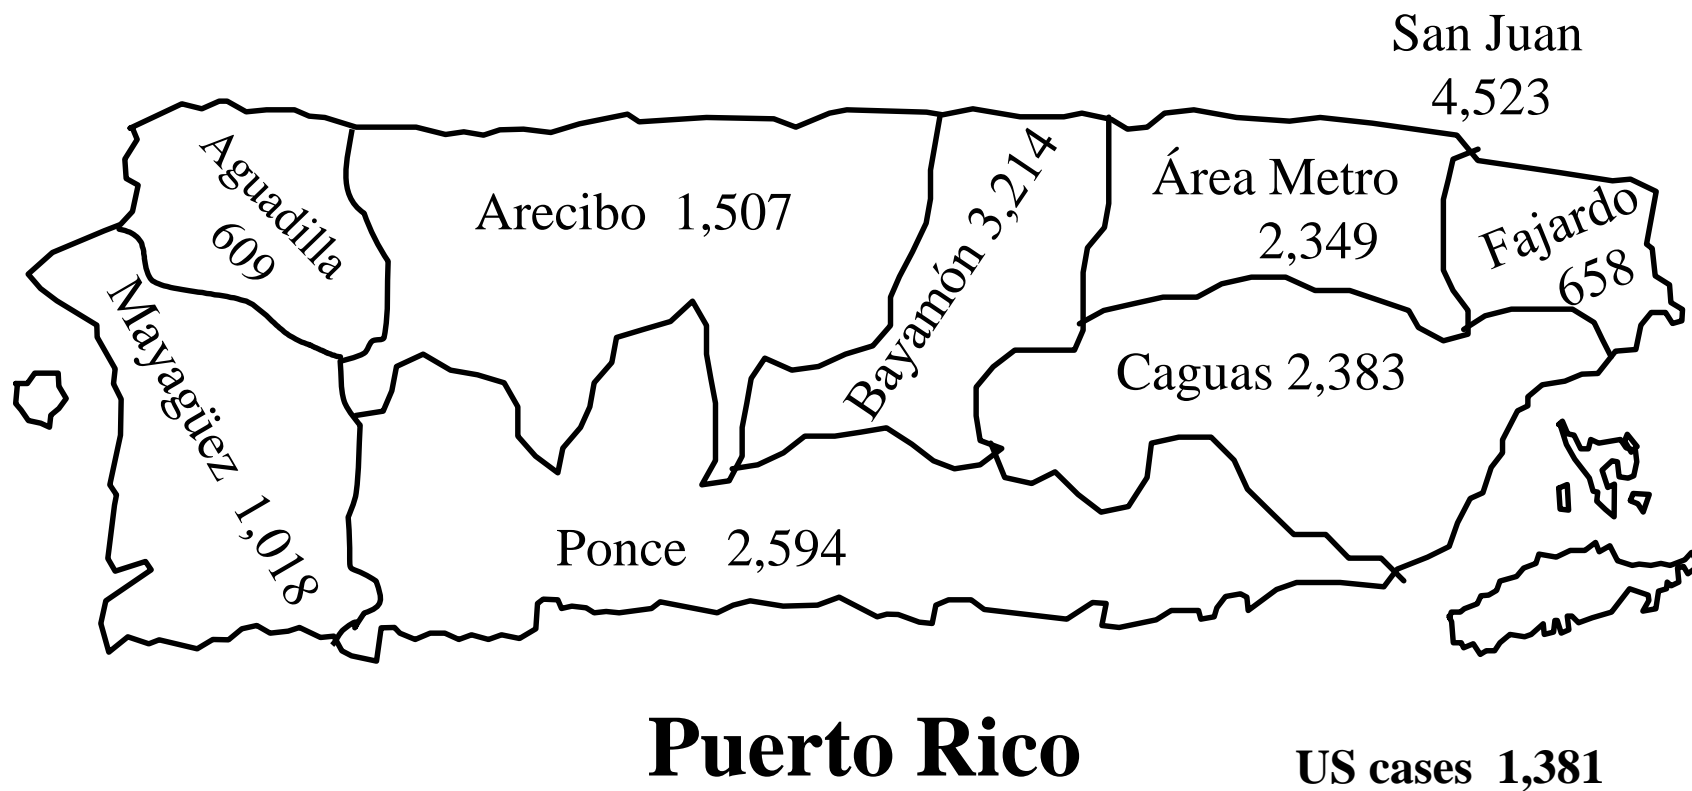 San Juan
4,523
Aguadilla
609
Arecibo 1,507
Bayamón 3,214
Área Metro
2,349
Fajardo
658
Mayagüez 1,018
Caguas 2,383
Ponce 2,594
Puerto Rico
US cases 1,381